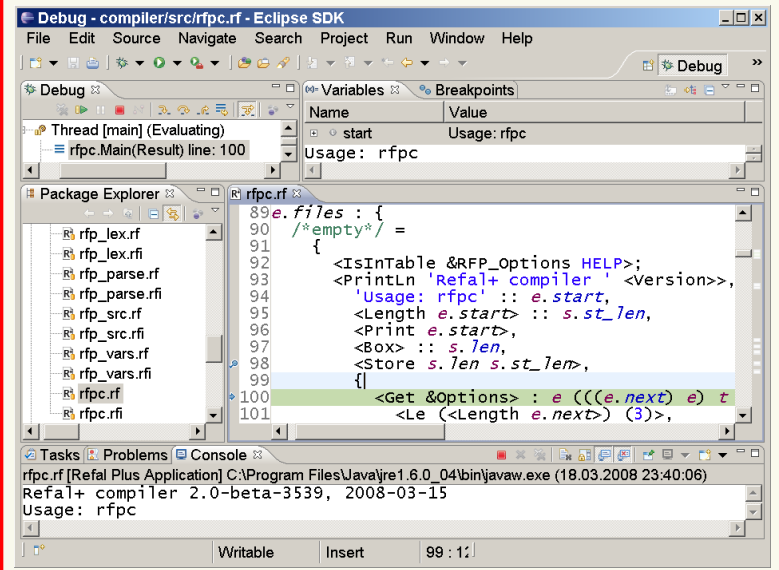 Debug - compiler/src/rfpc.rf - Eclipse SDK
File Edit Source Navigate Search Project Run Window Help
Debug »
Debug
Variables Breakpoints
Name Value
Thread [main] (Evaluating)
start Usage: rfpc
rfpc.Main(Result) line: 100
Usage: rfpc
Package Explorer
rfpc.rf
rfp_lex.rf
rfp_lex.rfi
rfp_parse.rf
rfp_parse.rfi
rfp_src.rf
rfp_src.rfi
rfp_vars.rf
rfp_vars.rfi
rfpc.rf
rfpc.rfi
89 e.files : {
90 /*empty*/ =
91 {
92 <IsInTable &RFP_Options HELP>;
93 <PrintLn 'Refal+ compiler ' <Version>>,
94 'Usage: rfpc' :: e.start,
95 <Length e.start> :: s.st_len,
96 <Print e.start>,
97 <Box> :: s.len,
98 <Store s.len s.st_len>,
99 {
100 <Get &Options> : e (((e.next) e) t
101 <Le (<Length e.next>) (3)>,
Tasks Problems Console
rfpc.rf [Refal Plus Application] C:\Program Files\Java\jre1.6.0_04\bin\javaw.exe (18.03.2008 23:40:06)
Refal+ compiler 2.0-beta-3539, 2008-03-15
Usage: rfpc
Writable Insert 99 : 12